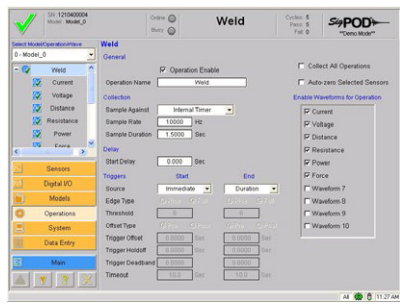 SN: 1210400004
Model: Model_0
Online
Busy
Weld
Cycles: 6
Pass: 6
Fail: 0
SigPOD
**Demo Mode**
Select Model/Operation/Wave
0 - Model_0
Weld
Current
Voltage
Distance
Resistance
Power
Force
Sensors
Digital I/O
Models
Operations
System
Data Entry
Main
Weld
General
Operation Enable
Operation Name Weld
Collection
Sample Against Internal Timer
Sample Rate 10000 Hz
Sample Duration 1.5000 Sec
Delay
Start Delay 0.000 Sec
Triggers Start End
Source Immediate Duration
Edge Type
Threshold 0 0
Offset Type
Trigger Offset 0.0000 Sec 0.0000 Sec
Trigger Holdoff 0.0000 Sec 0.0000 Sec
Trigger Deadband 0.0000 Sec 0.0000 Sec
Timeout 10.0 Sec 10.0 Sec
Collect All Operations
Auto-zero Selected Sensors
Enable Waveforms for Operation
Current
Voltage
Distance
Resistance
Power
Force
Waveform 7
Waveform 8
Waveform 9
Waveform 10
All
11:27 AM